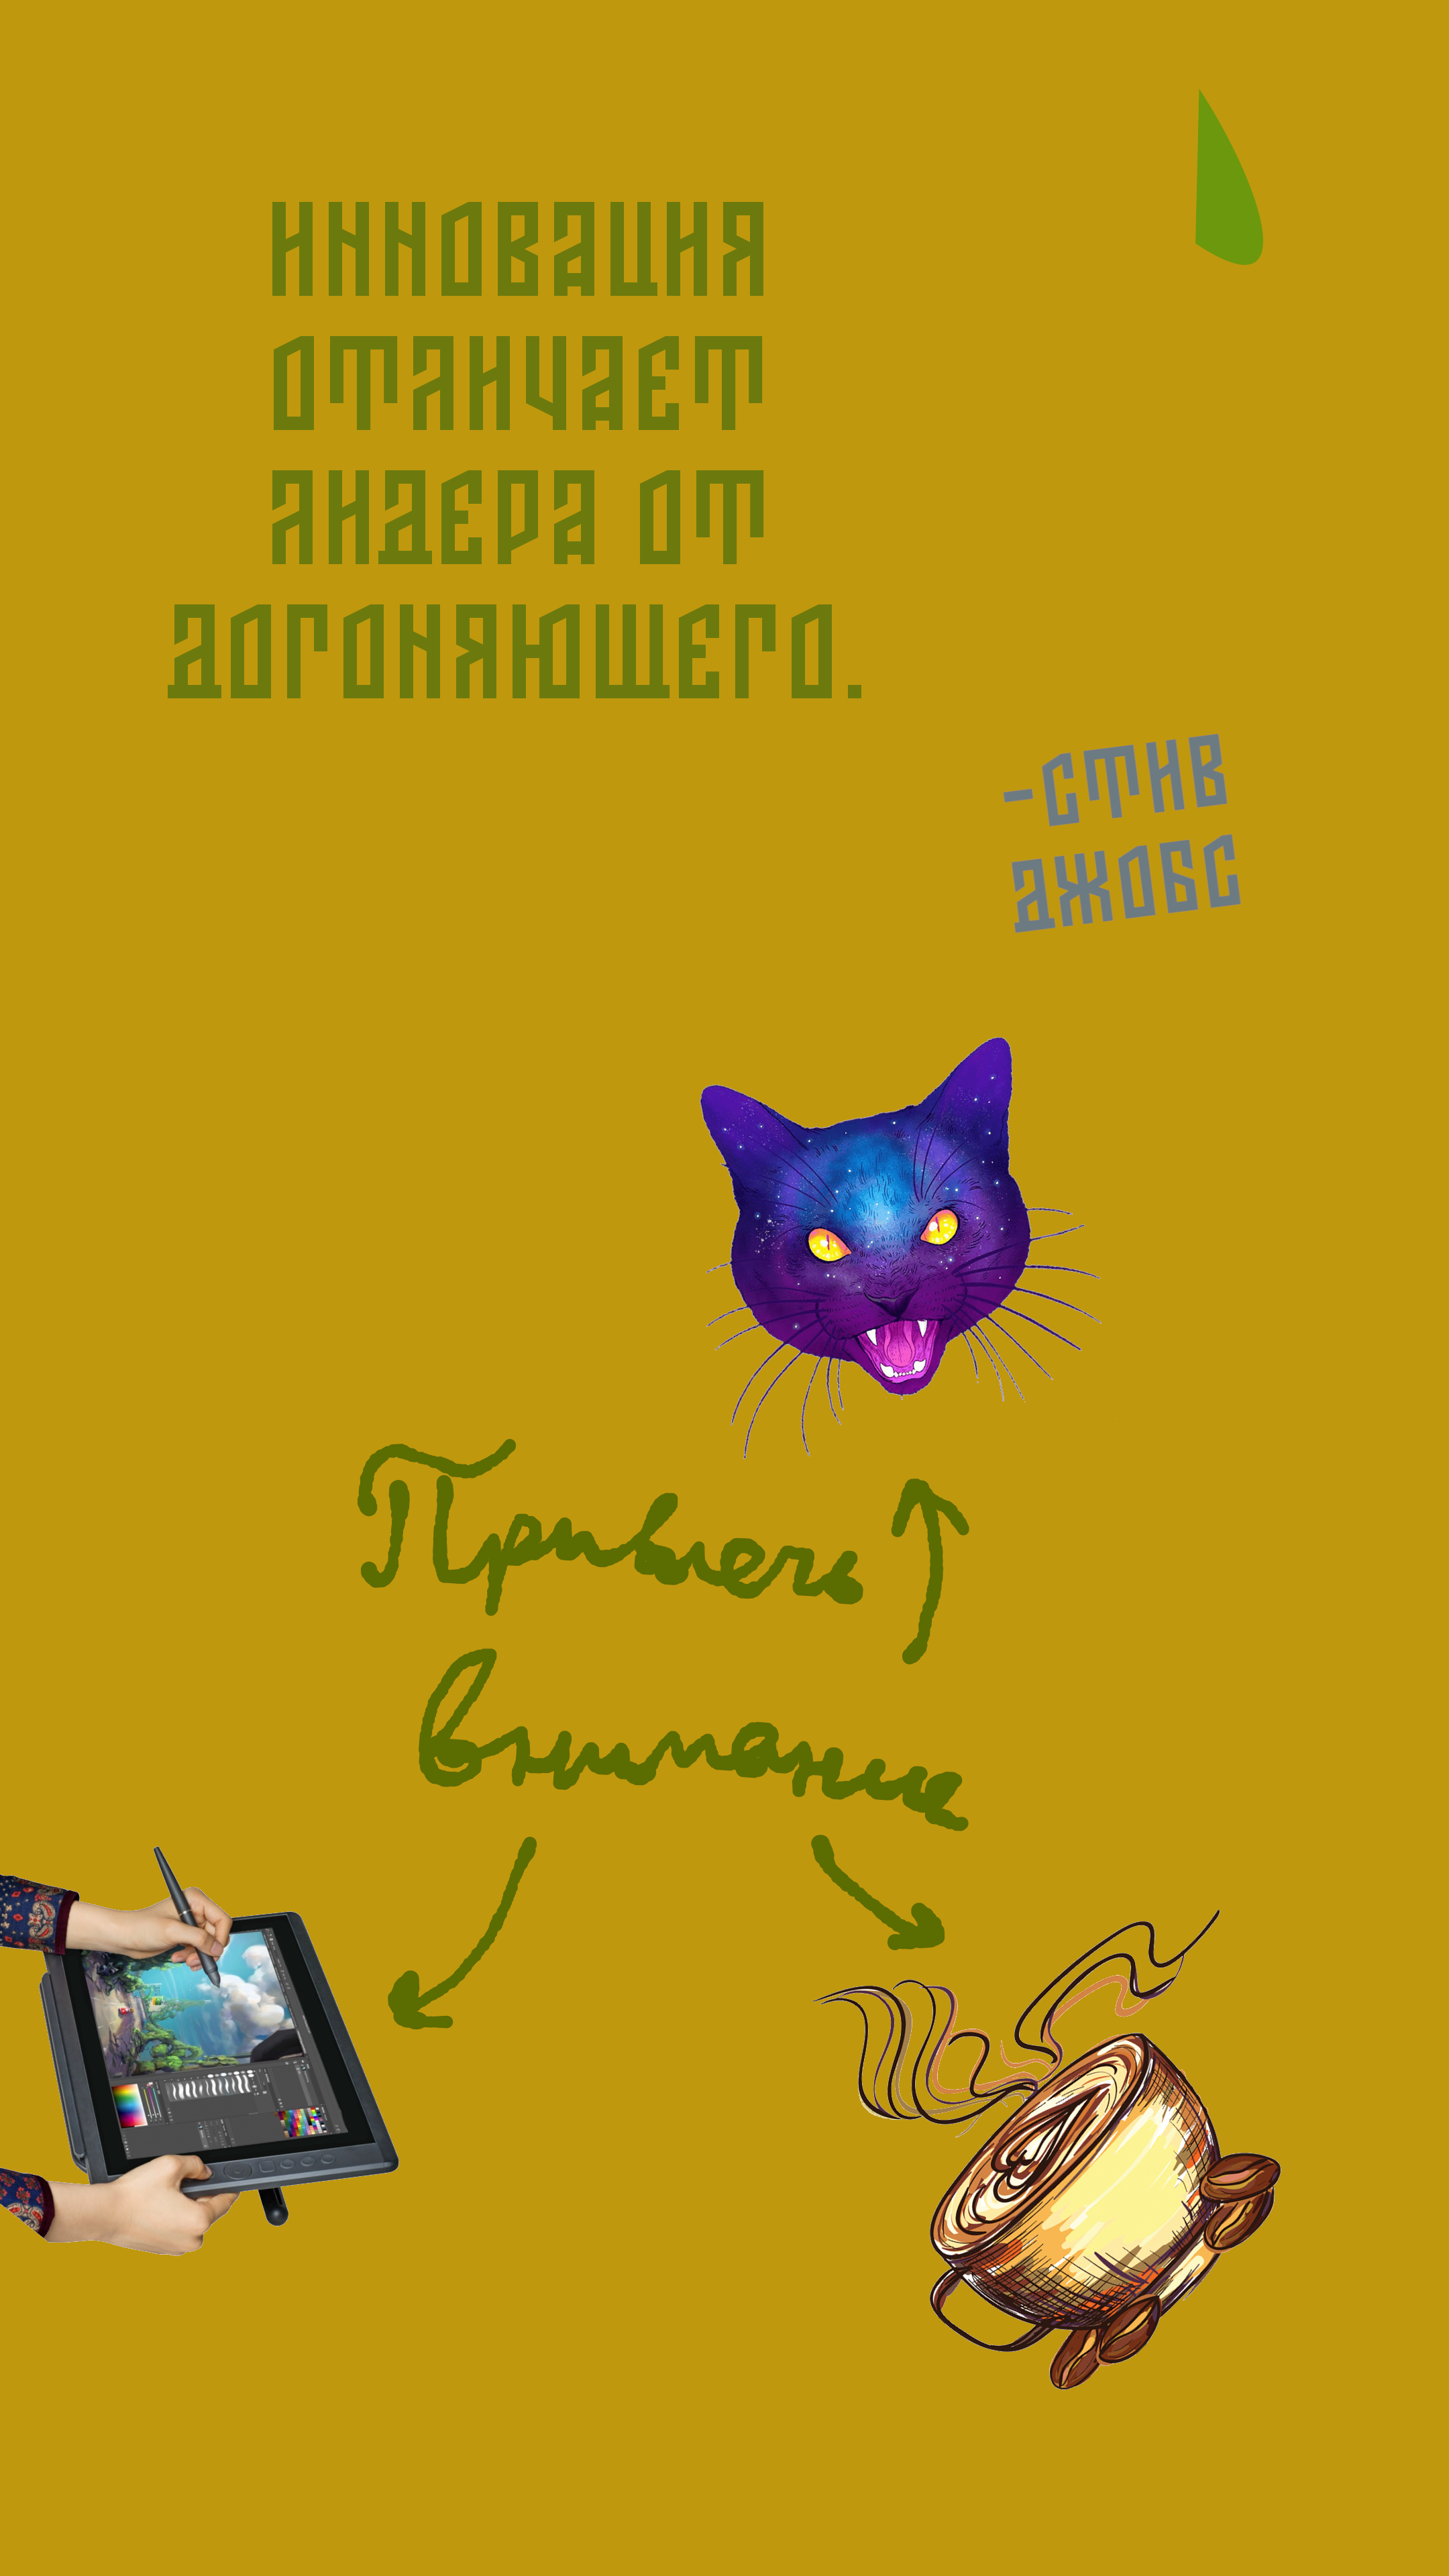 ИННОВАЦИЯ
ОТЛИЧАЕТ
ЛИДЕРА ОТ
ДОГОНЯЮЩЕГО.
-СТИВ
ДЖОБС
Привлечь
внимание